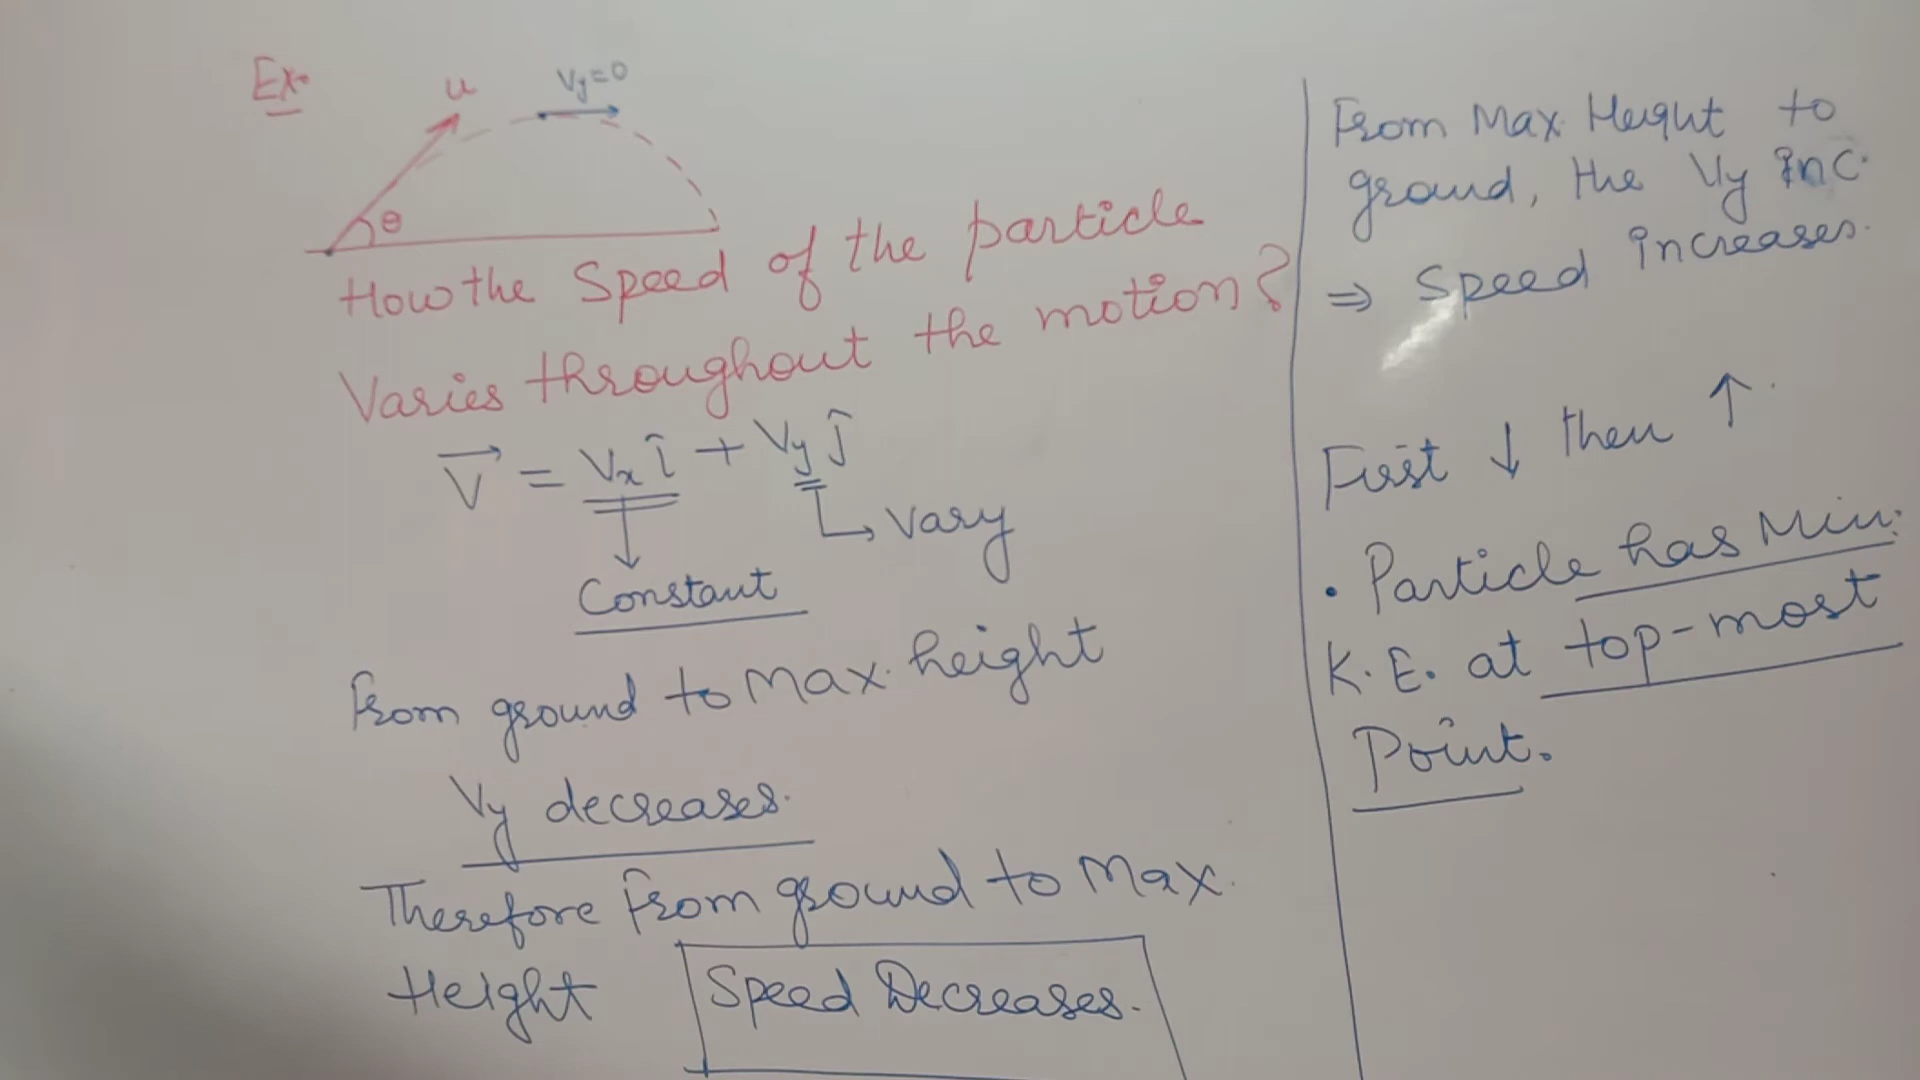 Ex.
u
Vy=0
θ
How the Speed of the particle
Varies throughout the motion?
V = Vx î + Vy ĵ
Vary
Constant
From ground to Max. height
Vy decreases.
Therefore From ground to Max.
Height Speed Decreases.
From Max Height to
ground, the Vy inc.
⇒ Speed increases.
First ↓ then ↑.
• Particle has Min.
K.E. at top-most
Point.